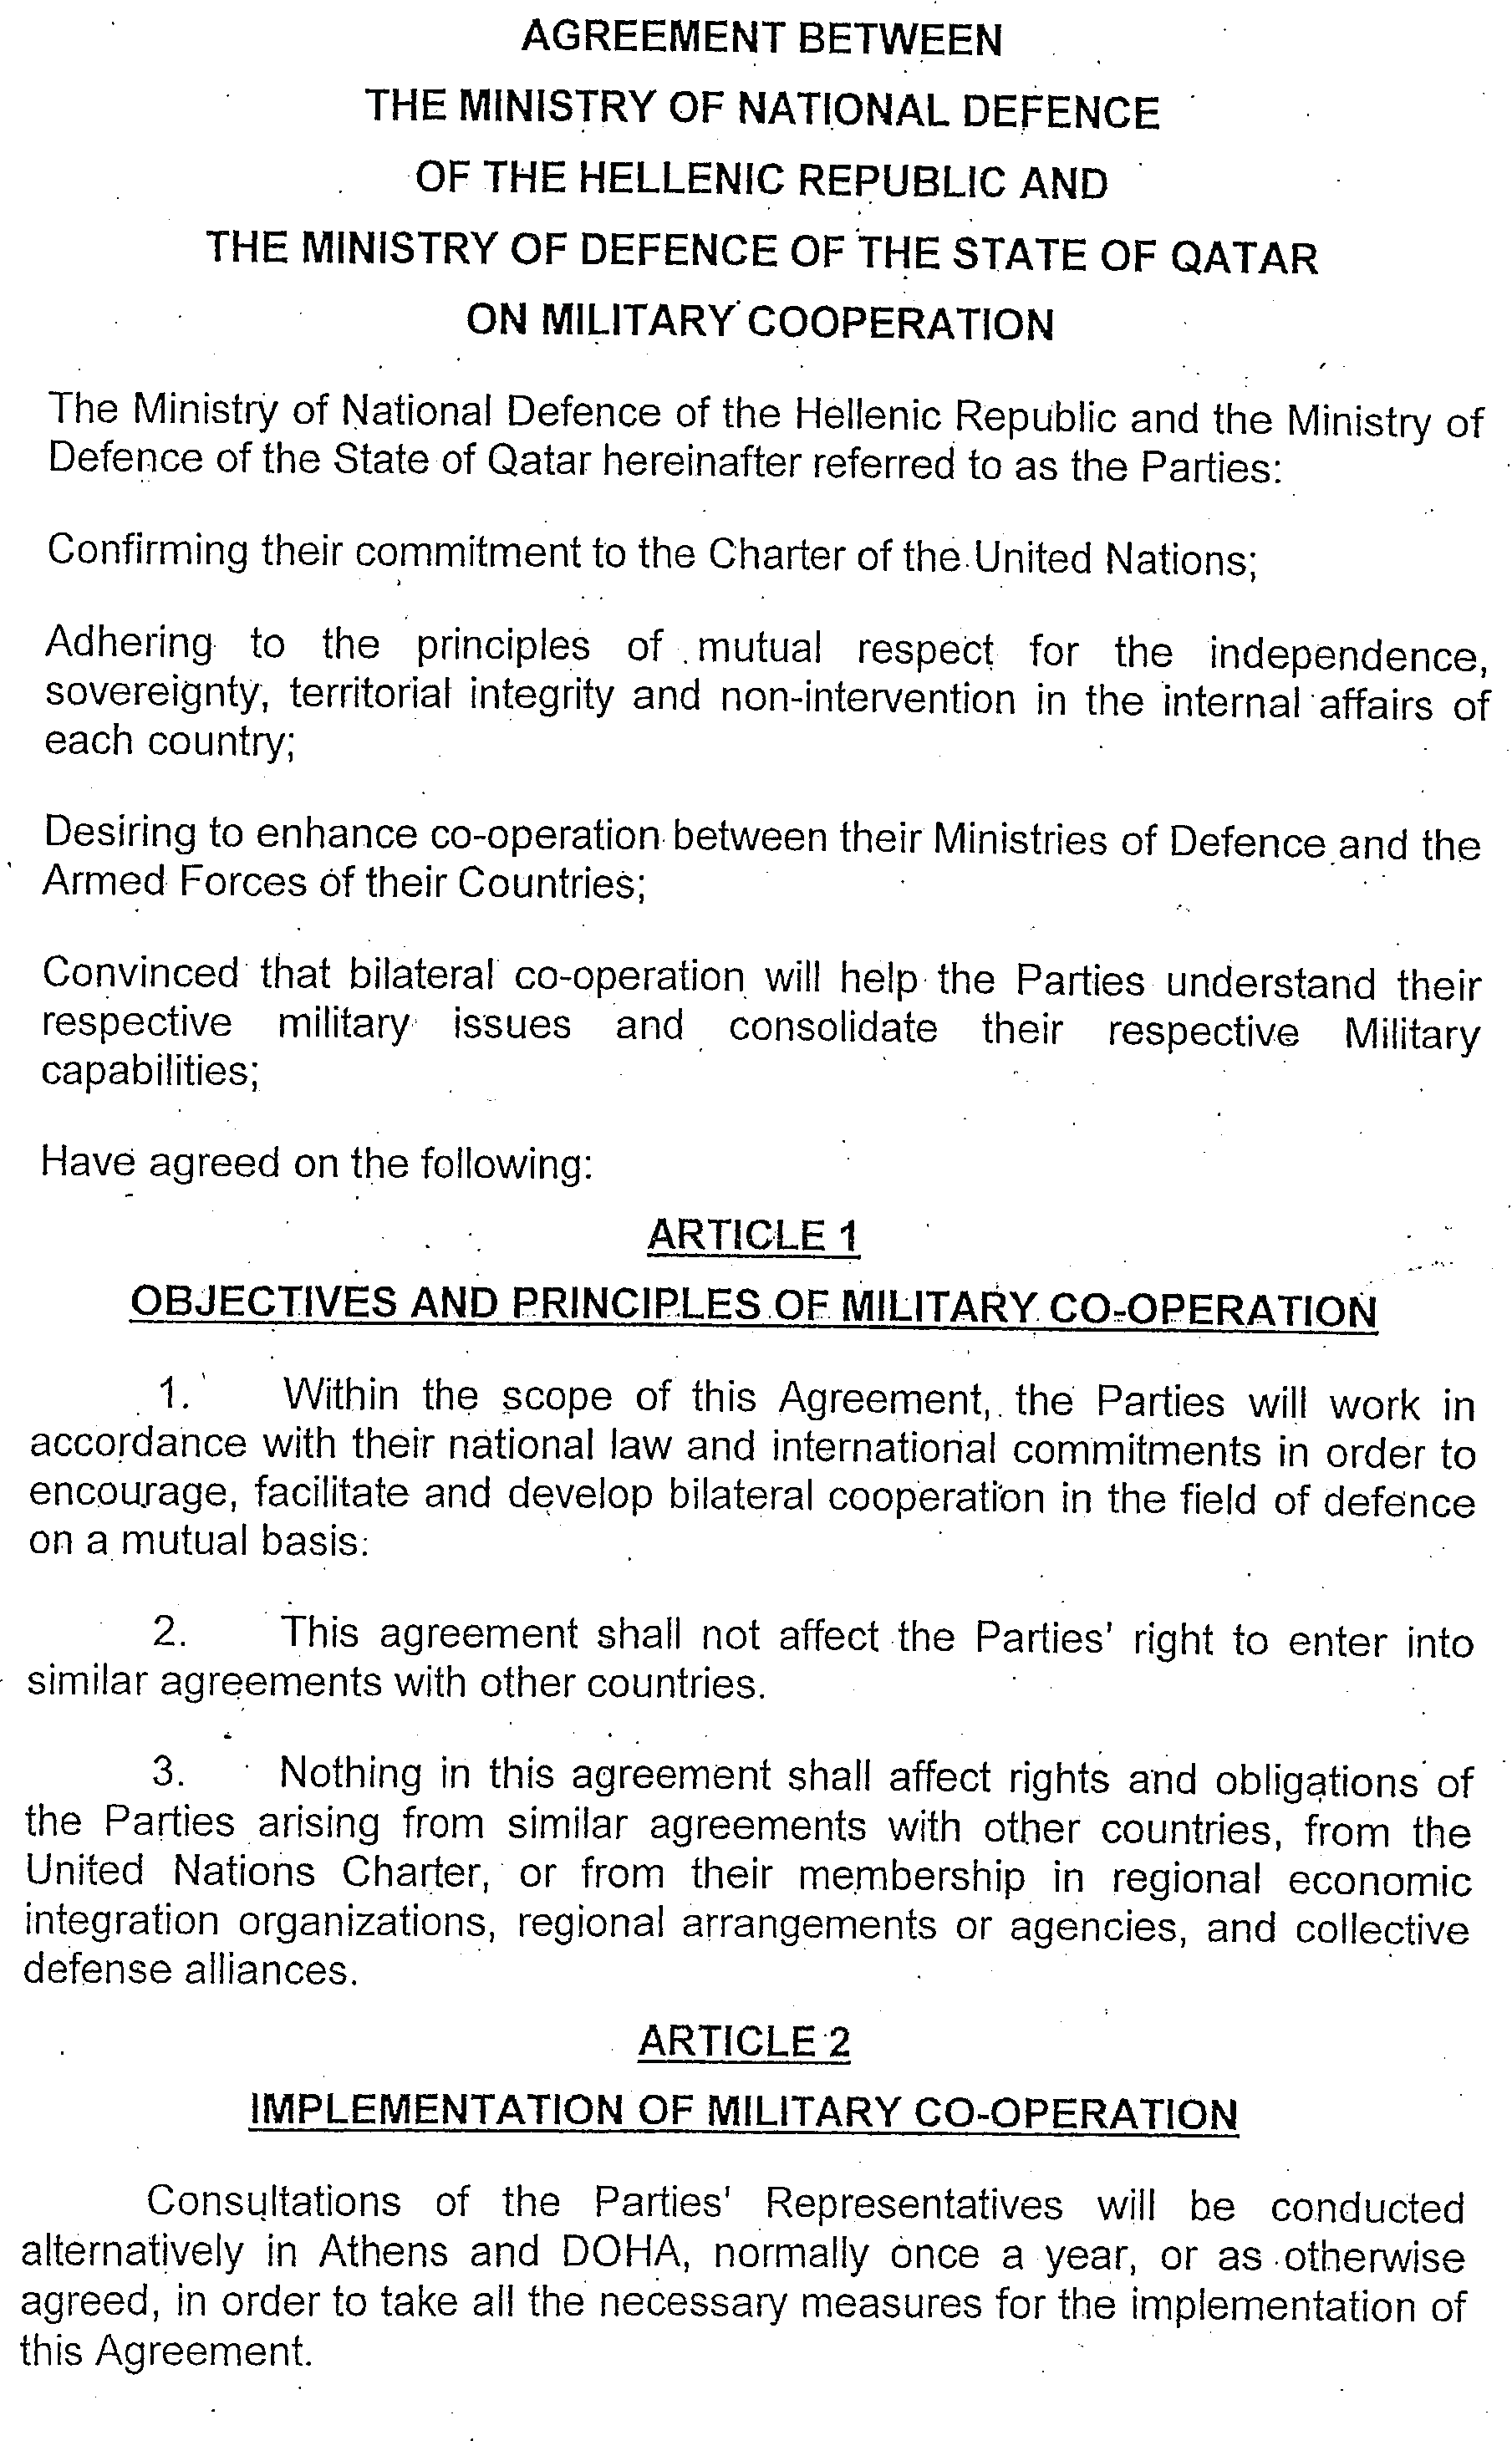 AGREEMENT BETWEEN
THE MINISTRY OF NATIONAL DEFENCE
OF THE HELLENIC REPUBLIC AND
THE MINISTRY OF DEFENCE OF THE STATE OF QATAR
ON MILITARY COOPERATION
The Ministry of National Defence of the Hellenic Republic and the Ministry of
Defence of the State of Qatar hereinafter referred to as the Parties:
Confirming their commitment to the Charter of the United Nations;
Adhering to the principles of mutual respect for the independence,
sovereignty, territorial integrity and non-intervention in the internal affairs of
each country;
Desiring to enhance co-operation between their Ministries of Defence and the
Armed Forces of their Countries;
Convinced that bilateral co-operation will help the Parties understand their
respective military issues and consolidate their respective Military
capabilities;
Have agreed on the following:
ARTICLE 1
OBJECTIVES AND PRINCIPLES OF MILITARY CO-OPERATION
1. Within the scope of this Agreement, the Parties will work in
accordance with their national law and international commitments in order to
encourage, facilitate and develop bilateral cooperation in the field of defence
on a mutual basis.
2. This agreement shall not affect the Parties' right to enter into
similar agreements with other countries.
3. Nothing in this agreement shall affect rights and obligations of
the Parties arising from similar agreements with other countries, from the
United Nations Charter, or from their membership in regional economic
integration organizations, regional arrangements or agencies, and collective
defense alliances.
ARTICLE 2
IMPLEMENTATION OF MILITARY CO-OPERATION
Consultations of the Parties' Representatives will be conducted
alternatively in Athens and DOHA, normally once a year, or as otherwise
agreed, in order to take all the necessary measures for the implementation of
this Agreement.